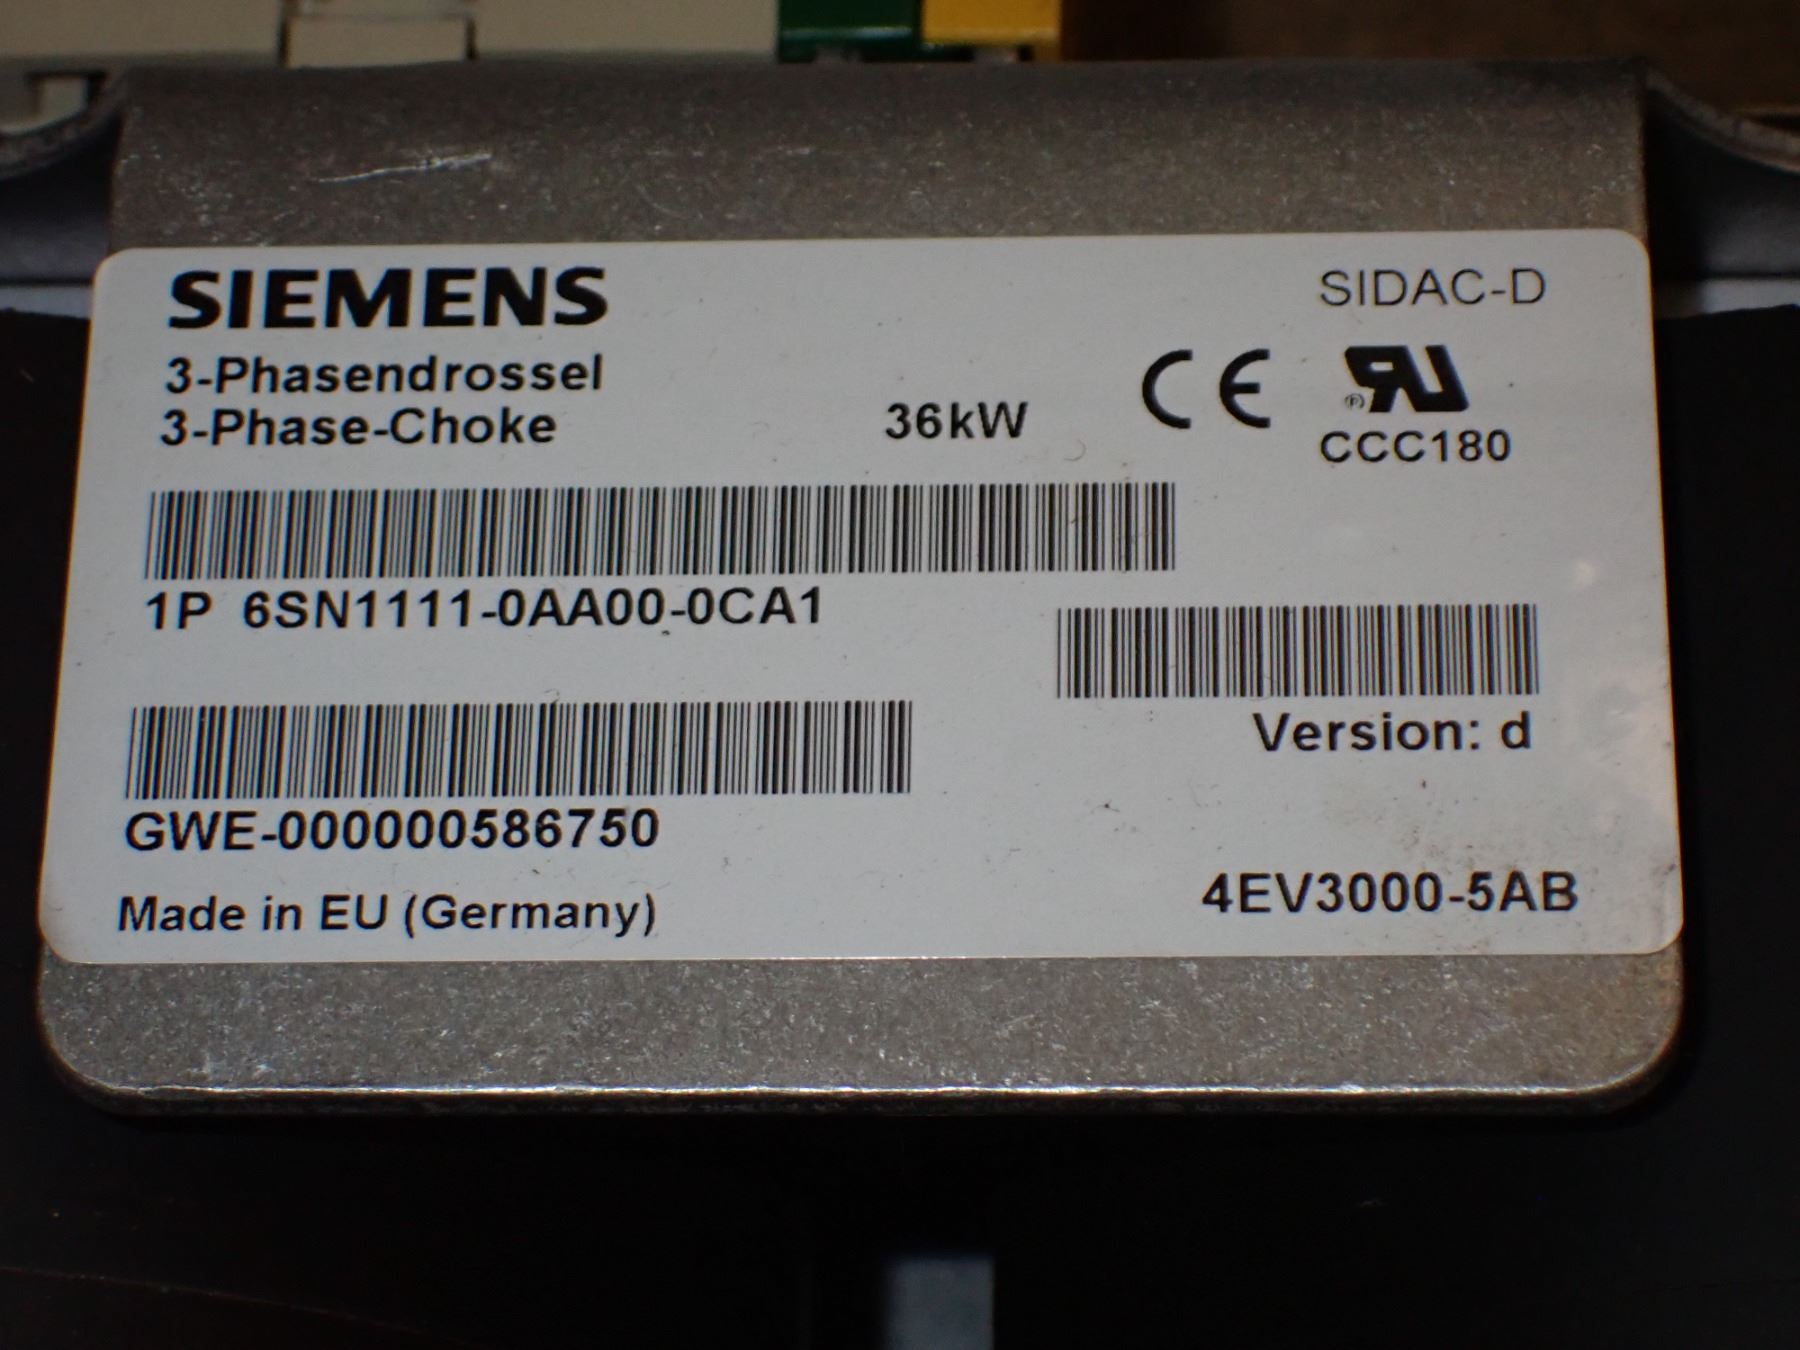 SIEMENS
SIDAC-D
3-Phasendrossel
3-Phase-Choke
36kW
CE
CCC180
1P 6SN1111-0AA00-0CA1
Version: d
GWE-000000586750
Made in EU (Germany)
4EV3000-5AB